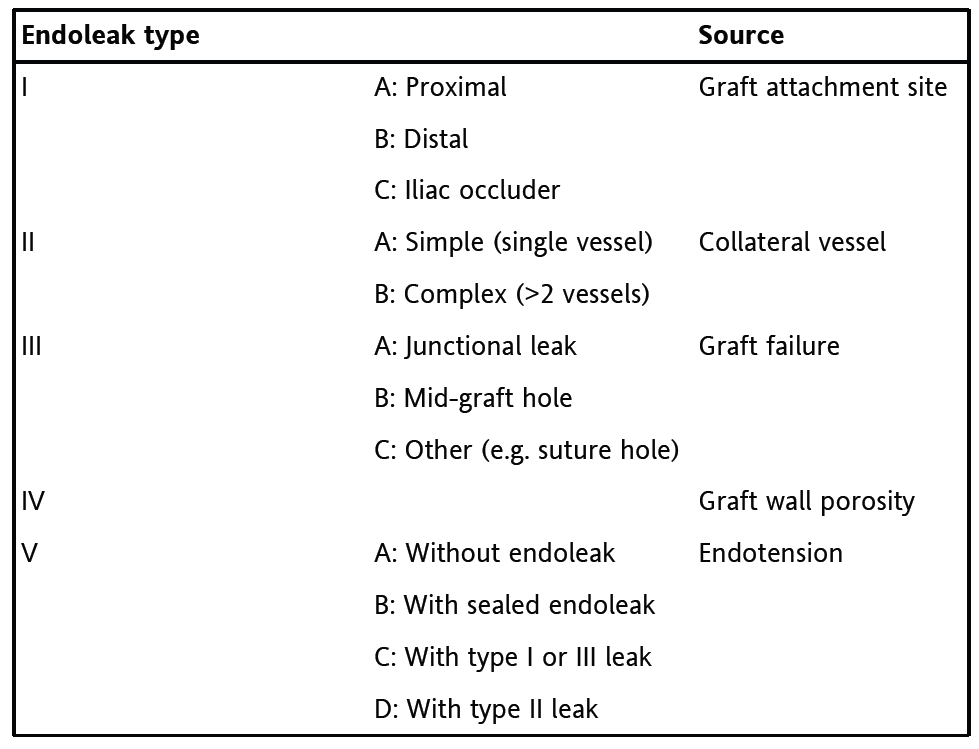 Endoleak type Source
I A: Proximal Graft attachment site
B: Distal
C: Iliac occluder
II A: Simple (single vessel) Collateral vessel
B: Complex (>2 vessels)
III A: Junctional leak Graft failure
B: Mid-graft hole
C: Other (e.g. suture hole)
IV Graft wall porosity
V A: Without endoleak Endotension
B: With sealed endoleak
C: With type I or III leak
D: With type II leak